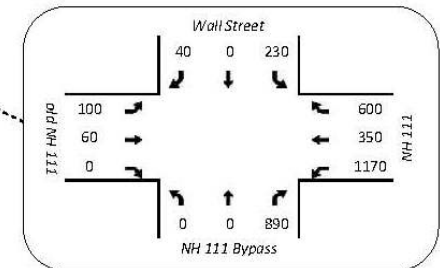 Wall Street
40 0 230
100
60
0
old NH 111
600
350
1170
NH 111
0 0 890
NH 111 Bypass